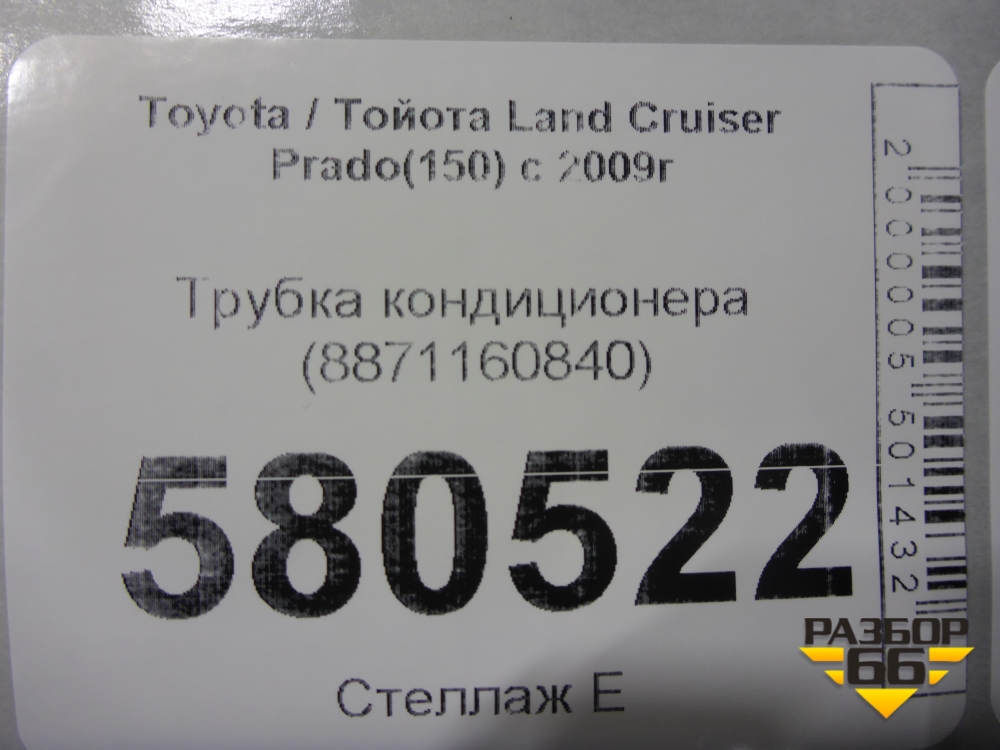 Toyota / Тойота Land Cruiser
Prado(150) с 2009г
Трубка кондиционера
(8871160840)
580522
Стеллаж Е
2000005501432
РАЗБОР
66